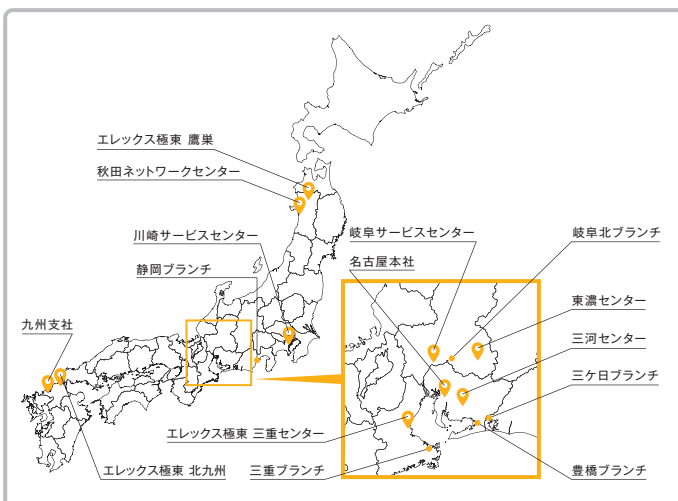 エレックス極東 鷹巣
秋田ネットワークセンター
川崎サービスセンター
静岡ブランチ
九州支社
エレックス極東 北九州
岐阜サービスセンター
名古屋本社
岐阜北ブランチ
東濃センター
三河センター
三ケ日ブランチ
エレックス極東 三重センター
三重ブランチ
豊橋ブランチ